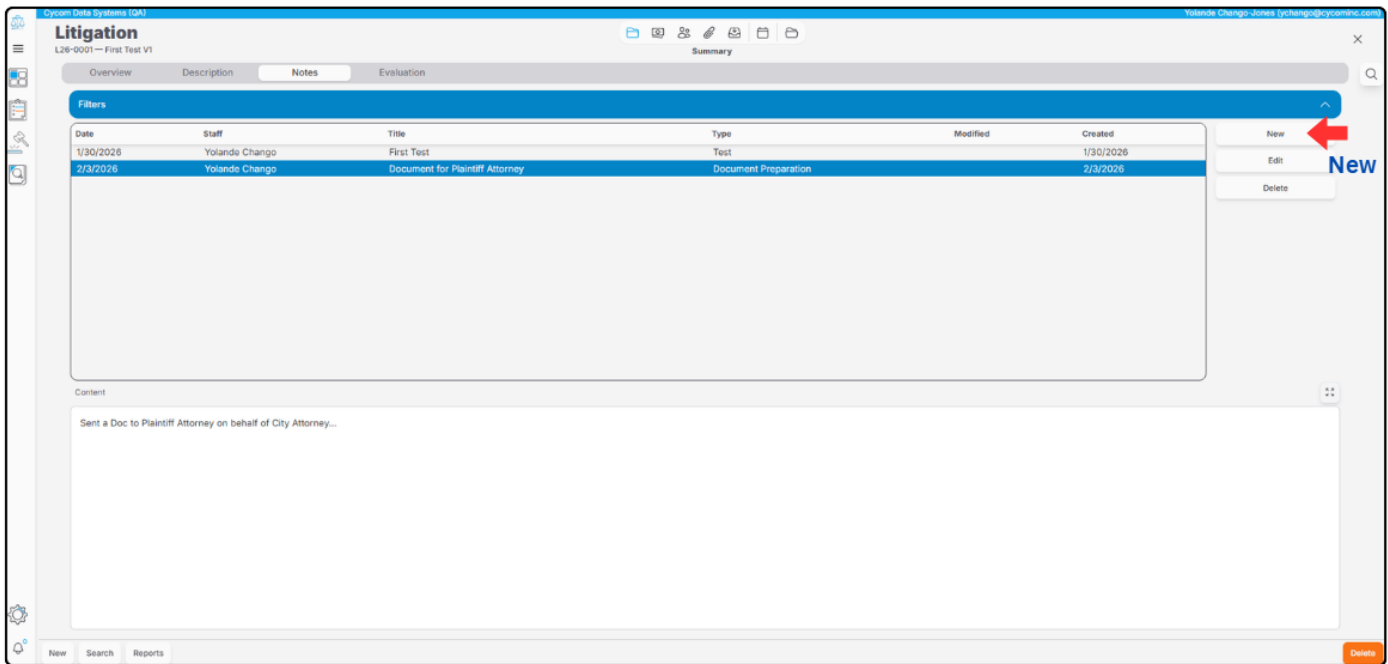 Cycom Data Systems (QA) Yolande Chango-Jones (ychango@cycominc.com)
Litigation
L26-0001 — First Test V1
Summary
Overview Description Notes Evaluation
Filters
Date Staff Title Type Modified Created
1/30/2026 Yolande Chango First Test Test 1/30/2026
2/3/2026 Yolande Chango Document for Plaintiff Attorney Document Preparation 2/3/2026
New
Edit
New
Delete
Content
Sent a Doc to Plaintiff Attorney on behalf of City Attorney...
New Search Reports Delete